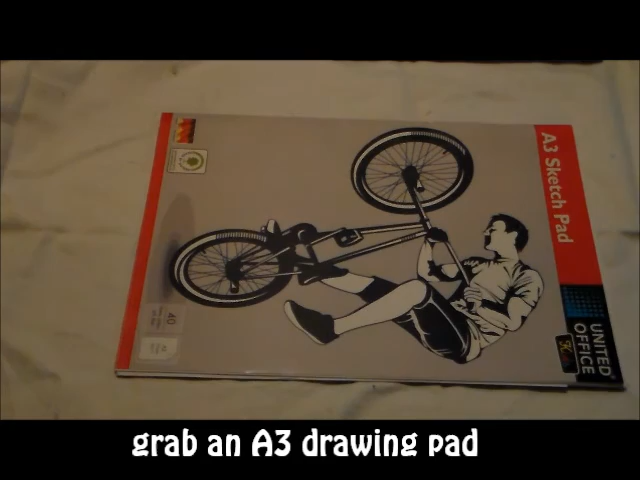 A3 Sketch Pad
UNITED
OFFICE
40
grab an A3 drawing pad